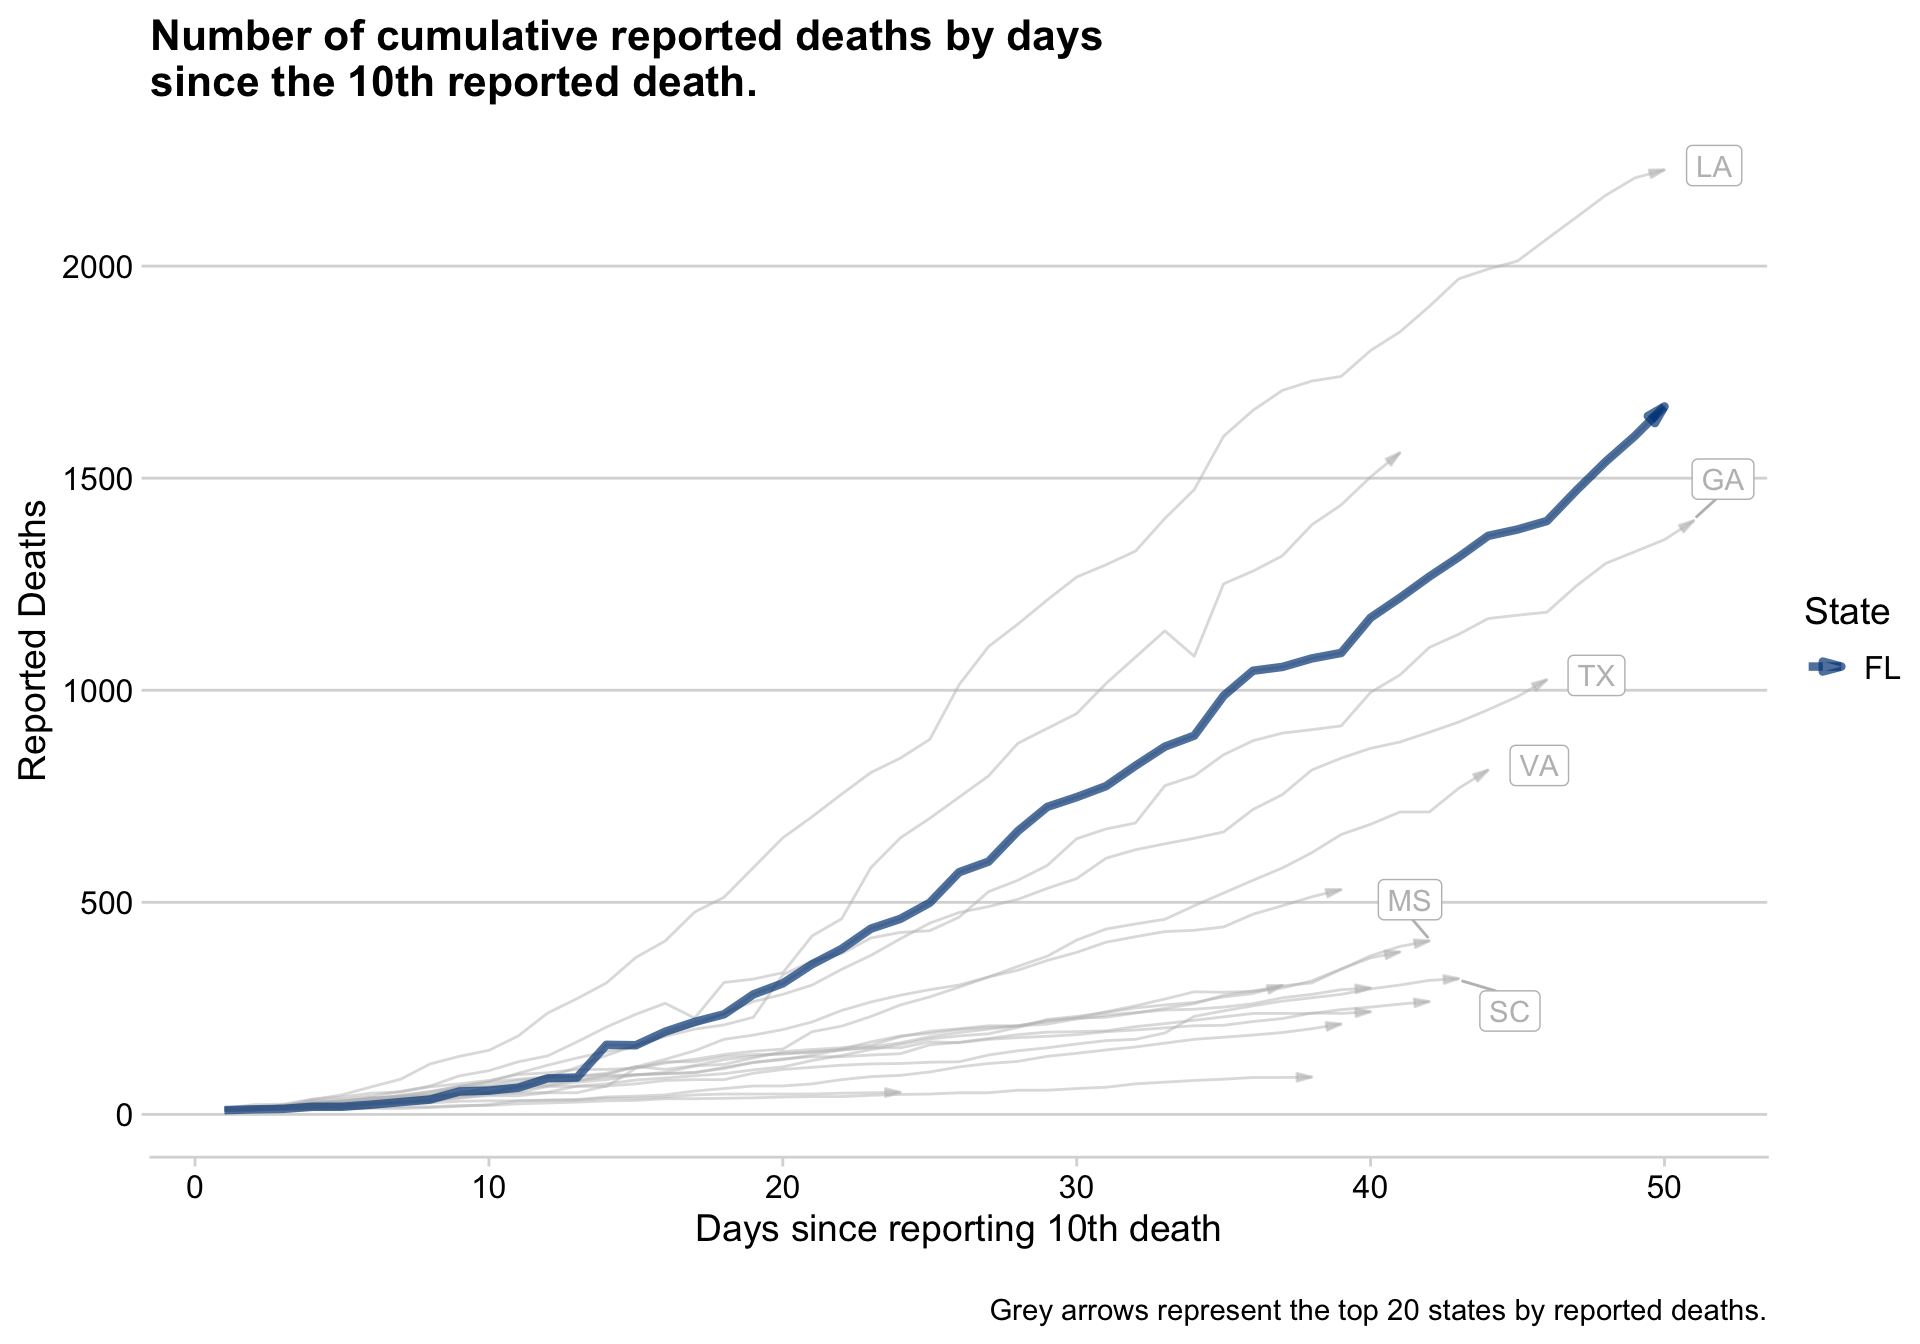 Number of cumulative reported deaths by days
since the 10th reported death.
LA
2000
1500
GA
TX
1000
VA
MS
500
SC
0
Reported Deaths
State
FL
0 10 20 30 40 50
Days since reporting 10th death
Grey arrows represent the top 20 states by reported deaths.